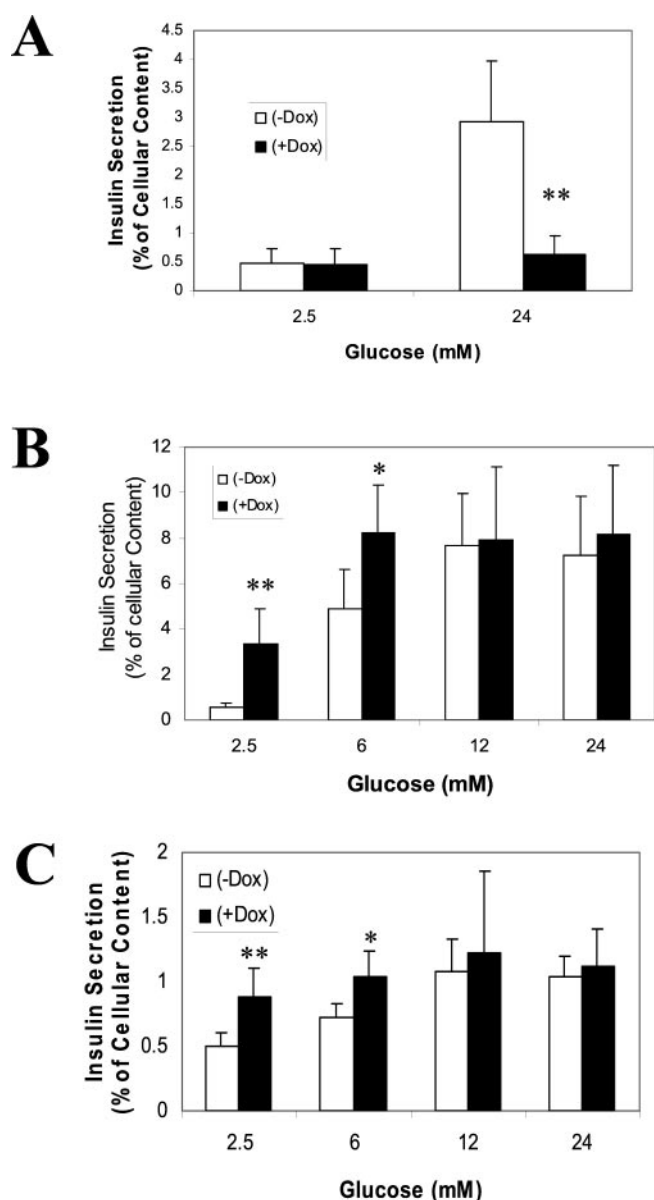 A
Insulin Secretion
(% of Cellular Content)
4.5
4
3.5
3
2.5
2
1.5
1
0.5
0
(-Dox)
(+Dox)
**
2.5 24
Glucose (mM)
B
Insulin Secretion
(% of cellular Content)
12
10
8
6
4
2
0
(-Dox)
(+Dox)
**
*
2.5 6 12 24
Glucose (mM)
C
Insulin Secretion
(% of Cellular Content)
2
1.5
1
0.5
0
(-Dox)
(+Dox)
**
*
2.5 6 12 24
Glucose (mM)